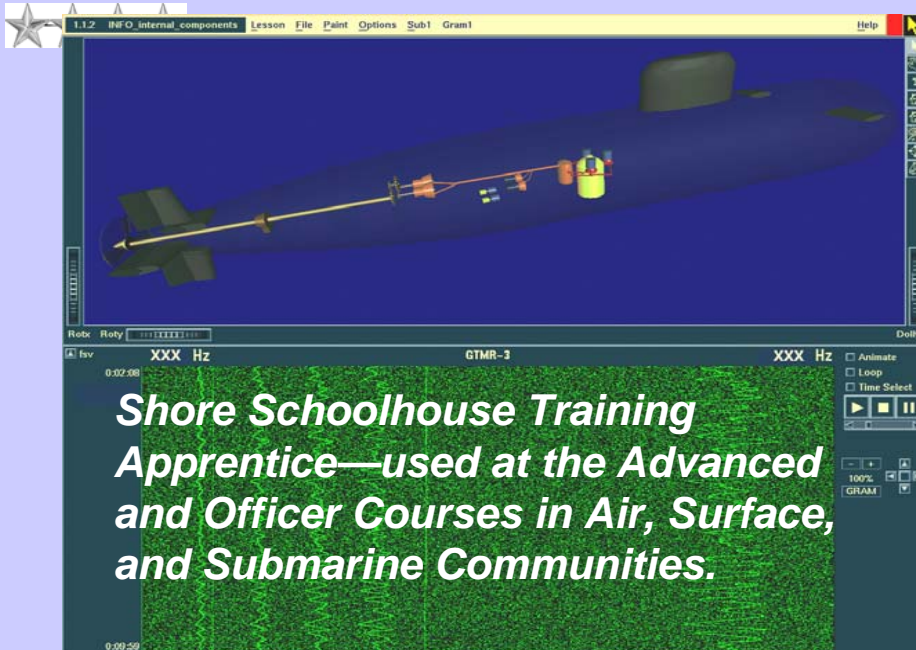 1.1.2 INFO_internal_components Lesson File Paint Options Sub1 Gram1 Help
Rotx Roty Doll
fsv XXX Hz GTMR-3 XXX Hz Animate
Loop
0:02:08
Time Select
Shore Schoolhouse Training
Apprentice—used at the Advanced
and Officer Courses in Air, Surface,
and Submarine Communities.
- +
100%
GRAM
0:09:59